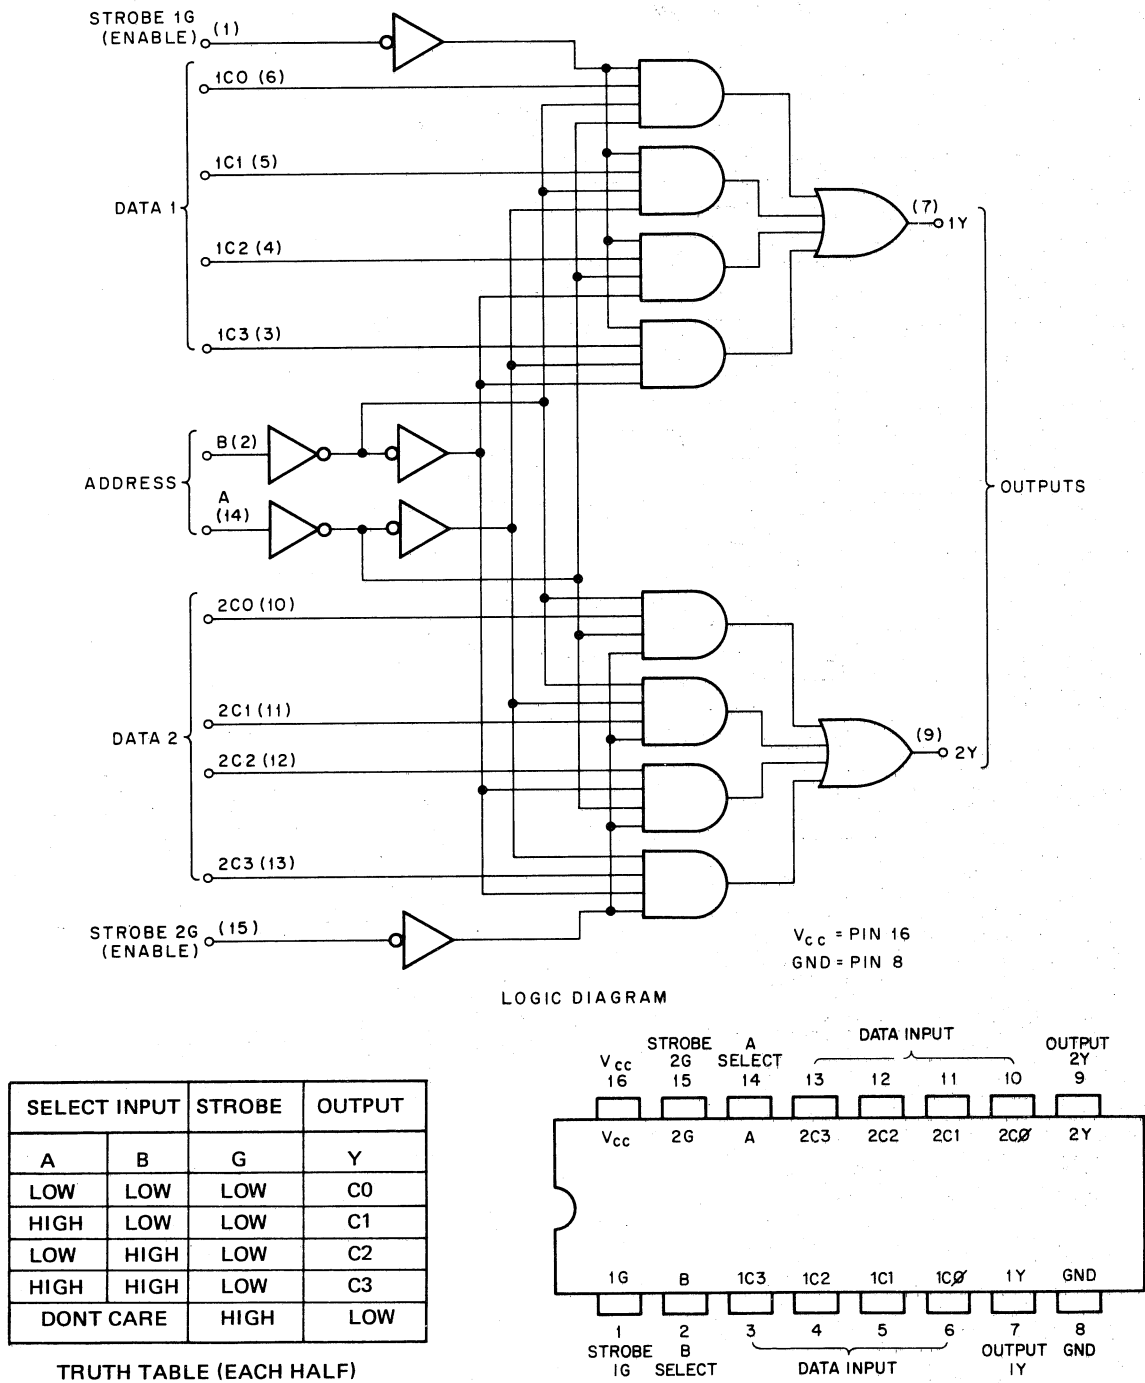 STROBE 1G
(ENABLE) (1)
1C0 (6)
1C1 (5)
DATA 1
1C2 (4)
1C3 (3)
(7)
1Y
B (2)
ADDRESS
A
(14)
OUTPUTS
2C0 (10)
2C1 (11)
DATA 2
2C2 (12)
2C3 (13)
(9)
2Y
STROBE 2G (15)
(ENABLE)
VCC = PIN 16
GND = PIN 8
LOGIC DIAGRAM
SELECT INPUT STROBE OUTPUT
A B G Y
LOW LOW LOW C0
HIGH LOW LOW C1
LOW HIGH LOW C2
HIGH HIGH LOW C3
DONT CARE HIGH LOW
TRUTH TABLE (EACH HALF)
DATA INPUT
STROBE A OUTPUT
VCC 2G SELECT 2Y
16 15 14 13 12 11 10 9
VCC 2G A 2C3 2C2 2C1 2CØ 2Y
1G B 1C3 1C2 1C1 1CØ 1Y GND
1 2 3 4 5 6 7 8
STROBE B DATA INPUT OUTPUT GND
1G SELECT 1Y